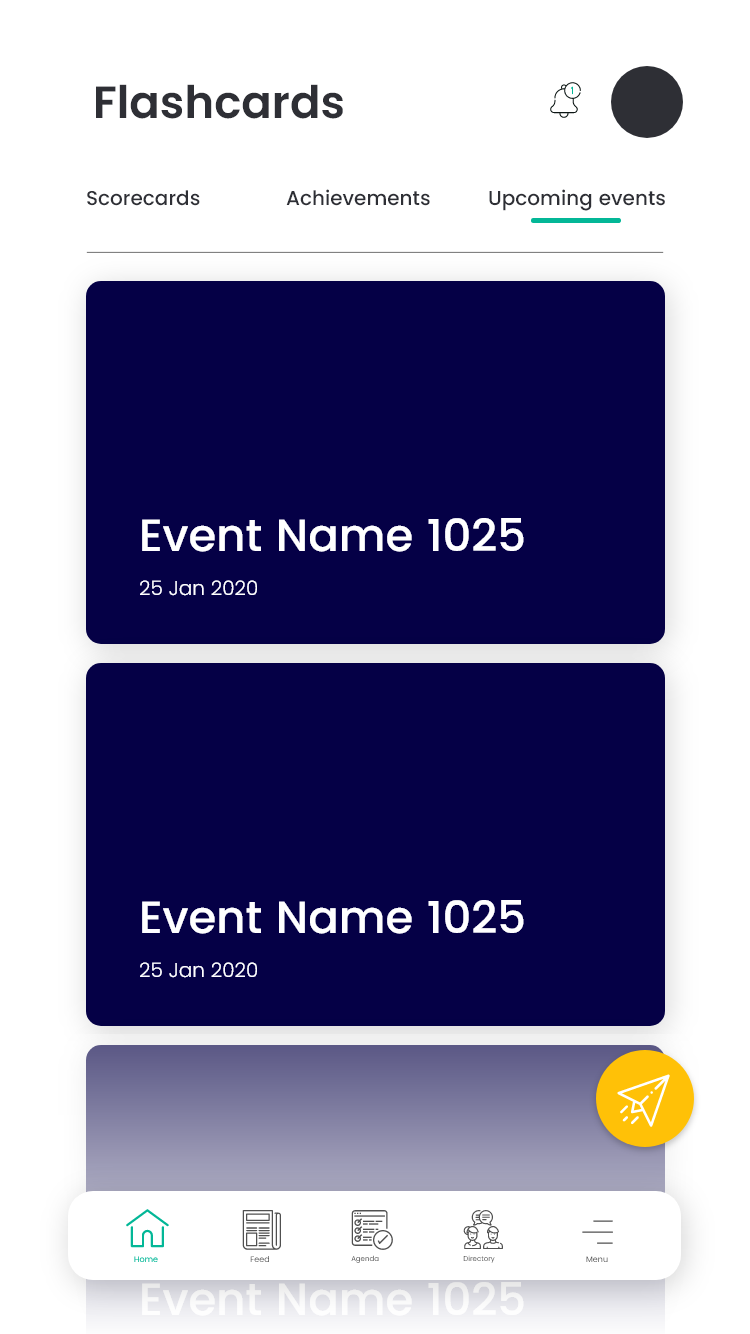 Flashcards
1
Scorecards Achievements Upcoming events
Event Name 1025
25 Jan 2020
Event Name 1025
25 Jan 2020
Home Feed Agenda Directory Menu
Event Name 1025